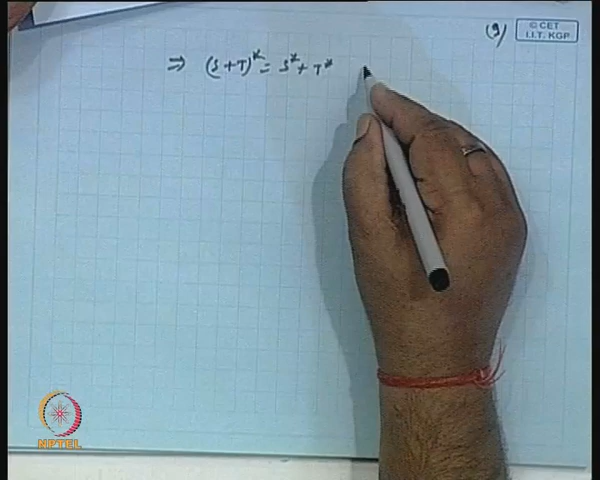 (9)
© CET
I.I.T. KGP
⇒ (S+T)* = S* + T*
NPTEL